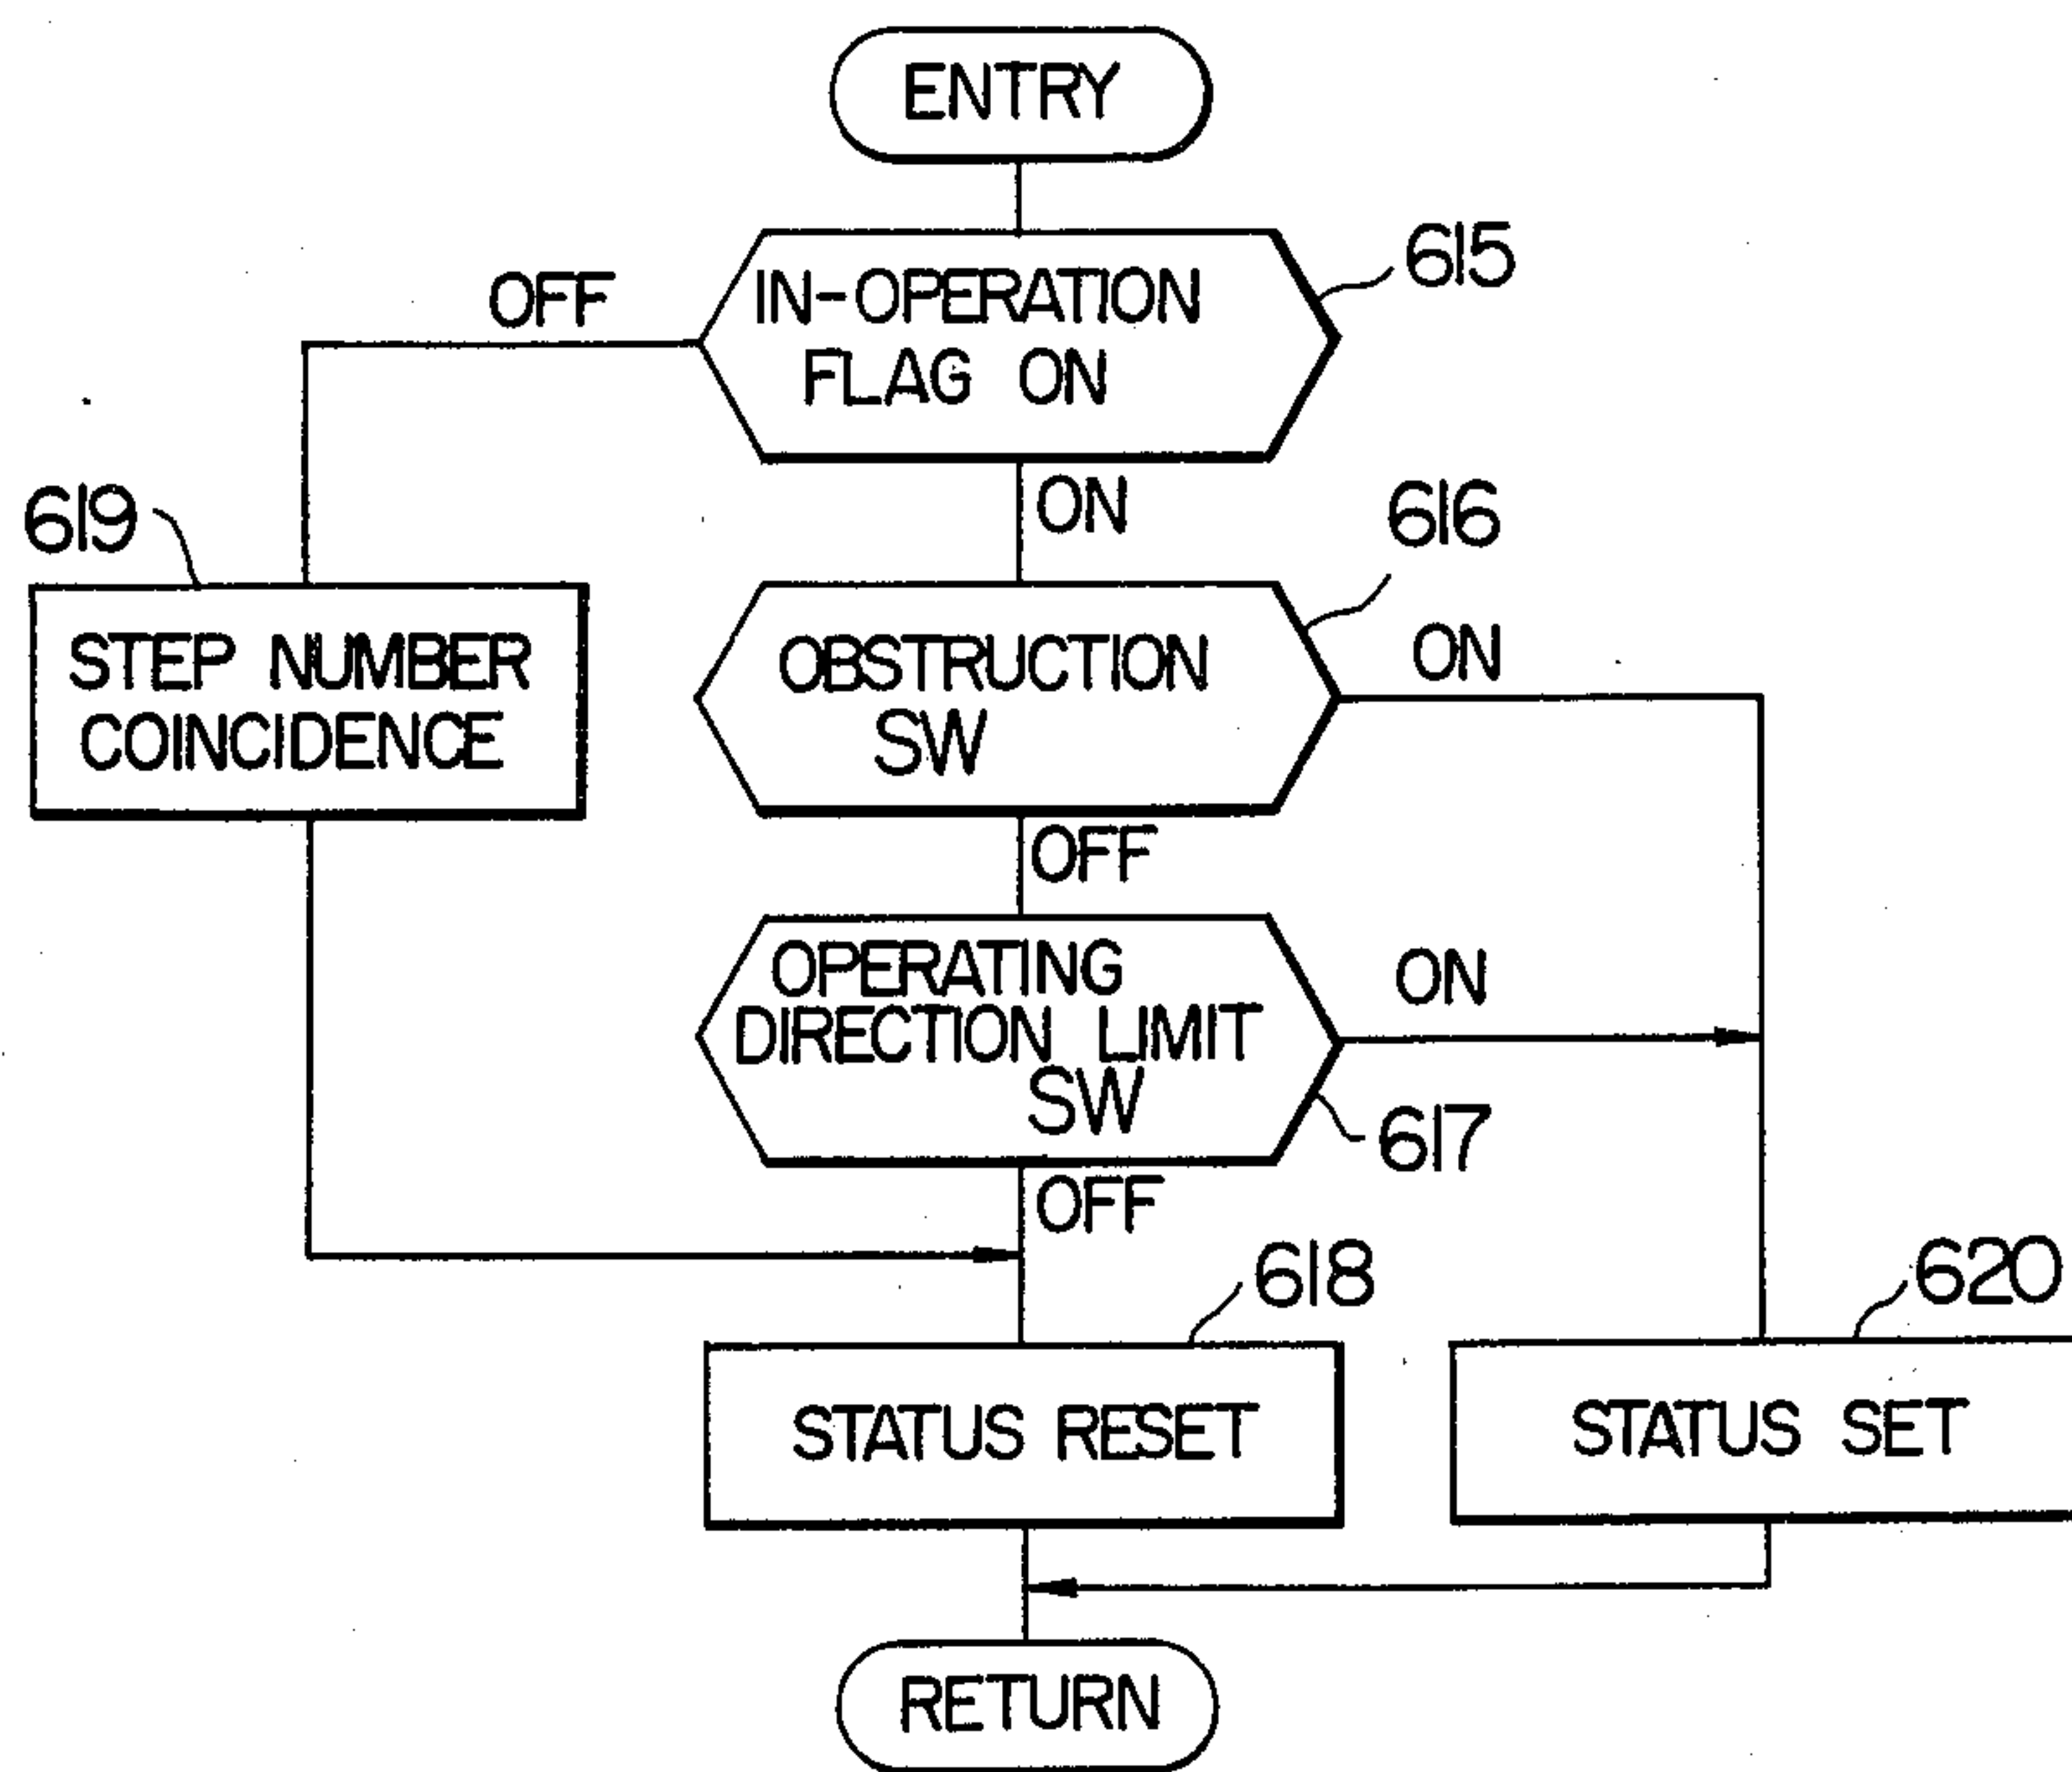 ENTRY
IN-OPERATION
FLAG ON
615
OFF
ON
619
616
STEP NUMBER
COINCIDENCE
OBSTRUCTION
SW
ON
OFF
OPERATING
DIRECTION LIMIT
SW
ON
617
OFF
618
620
STATUS RESET
STATUS SET
RETURN